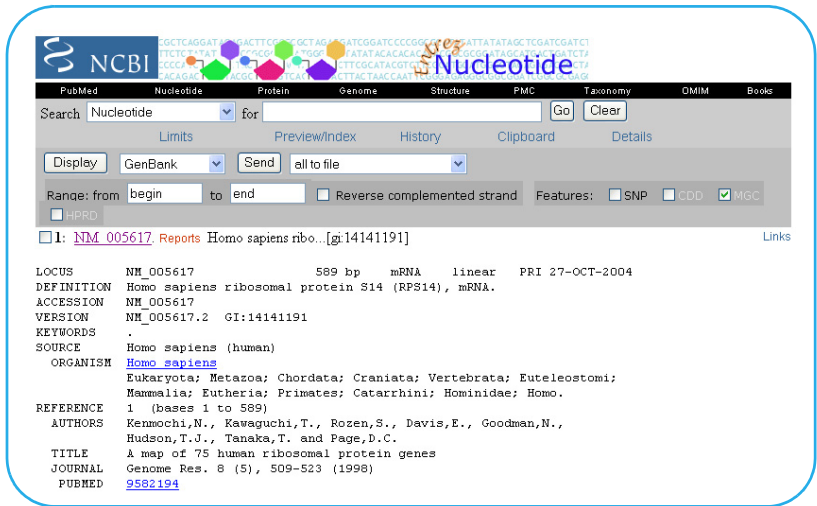 NCBI
Entrez
Nucleotide
PubMed Nucleotide Protein Genome Structure PMC Taxonomy OMIM Books
Search Nucleotide for Go Clear
Limits Preview/Index History Clipboard Details
Display GenBank Send all to file
Range: from begin to end Reverse complemented strand Features: SNP CDD MGC
HPRD
1: NM_005617. Reports Homo sapiens ribo...[gi:14141191] Links
LOCUS NM_005617 589 bp mRNA linear PRI 27-OCT-2004
DEFINITION Homo sapiens ribosomal protein S14 (RPS14), mRNA.
ACCESSION NM_005617
VERSION NM_005617.2 GI:14141191
KEYWORDS .
SOURCE Homo sapiens (human)
ORGANISM Homo sapiens
Eukaryota; Metazoa; Chordata; Craniata; Vertebrata; Euteleostomi;
Mammalia; Eutheria; Primates; Catarrhini; Hominidae; Homo.
REFERENCE 1 (bases 1 to 589)
AUTHORS Kenmochi,N., Kawaguchi,T., Rozen,S., Davis,E., Goodman,N.,
Hudson,T.J., Tanaka,T. and Page,D.C.
TITLE A map of 75 human ribosomal protein genes
JOURNAL Genome Res. 8 (5), 509-523 (1998)
PUBMED 9582194